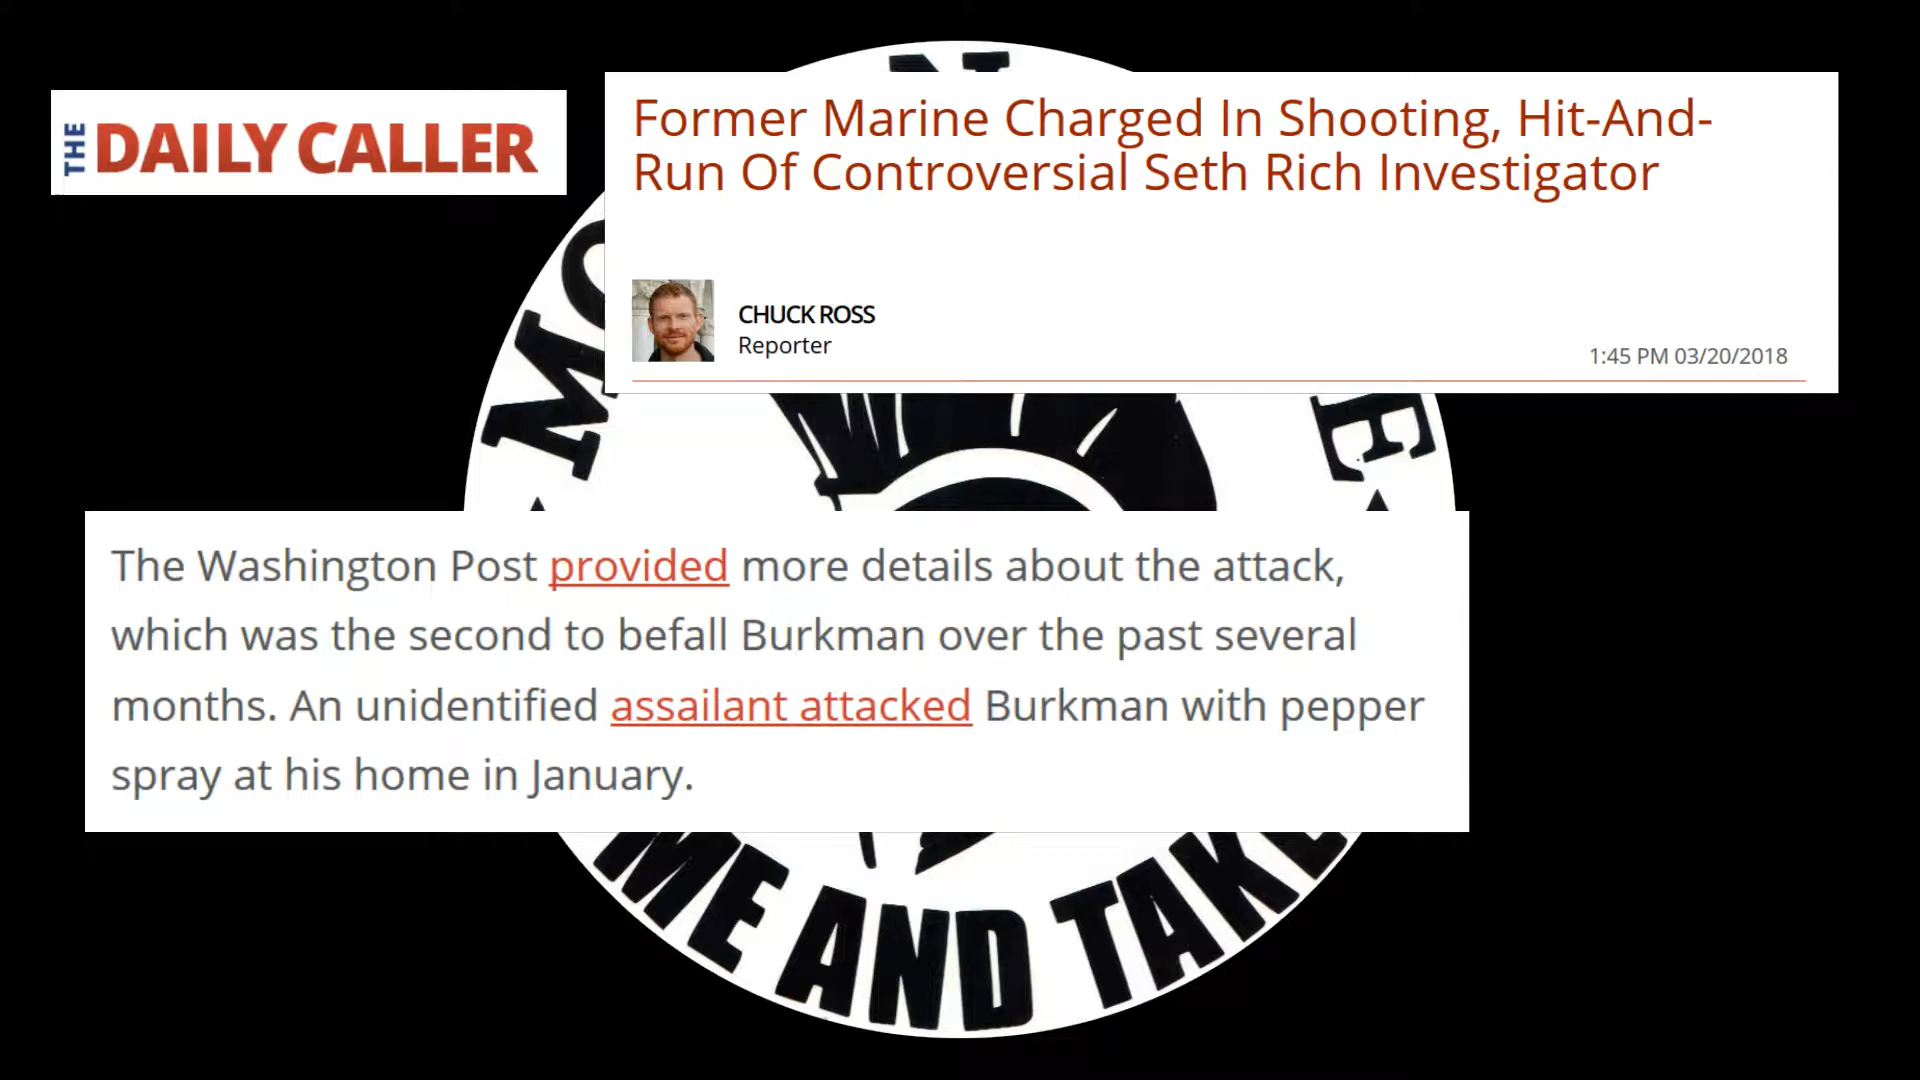 THE DAILY CALLER
Former Marine Charged In Shooting, Hit-And-
Run Of Controversial Seth Rich Investigator
CHUCK ROSS
Reporter
1:45 PM 03/20/2018
The Washington Post provided more details about the attack,
which was the second to befall Burkman over the past several
months. An unidentified assailant attacked Burkman with pepper
spray at his home in January.
ME AND TAKE